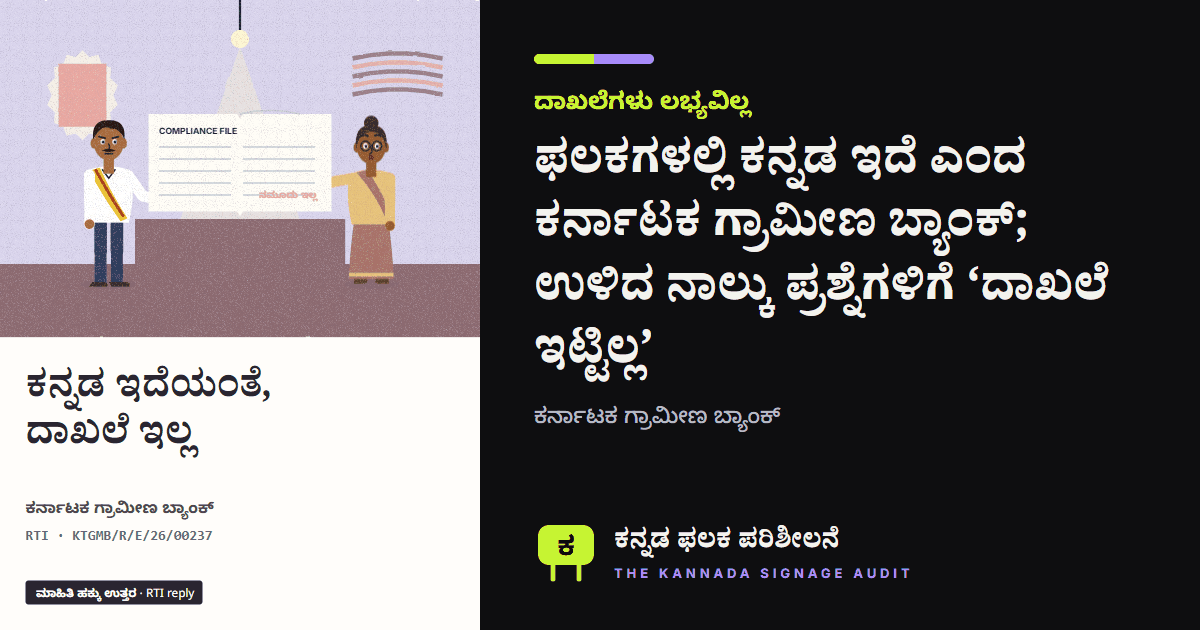 COMPLIANCE FILE
ನಮೂದು ಇಲ್ಲ
ಕನ್ನಡ ಇದೆಯಂತೆ,
ದಾಖಲೆ ಇಲ್ಲ
ಕರ್ನಾಟಕ ಗ್ರಾಮೀಣ ಬ್ಯಾಂಕ್
RTI · KTGMB/R/E/26/00237
ಮಾಹಿತಿ ಹಕ್ಕು ಉತ್ತರ · RTI reply
ದಾಖಲೆಗಳು ಲಭ್ಯವಿಲ್ಲ
ಫಲಕಗಳಲ್ಲಿ ಕನ್ನಡ ಇದೆ ಎಂದ
ಕರ್ನಾಟಕ ಗ್ರಾಮೀಣ ಬ್ಯಾಂಕ್;
ಉಳಿದ ನಾಲ್ಕು ಪ್ರಶ್ನೆಗಳಿಗೆ ‘ದಾಖಲೆ
ಇಟ್ಟಿಲ್ಲ’
ಕರ್ನಾಟಕ ಗ್ರಾಮೀಣ ಬ್ಯಾಂಕ್
ಕ
ಕನ್ನಡ ಫಲಕ ಪರಿಶೀಲನೆ
THE KANNADA SIGNAGE AUDIT